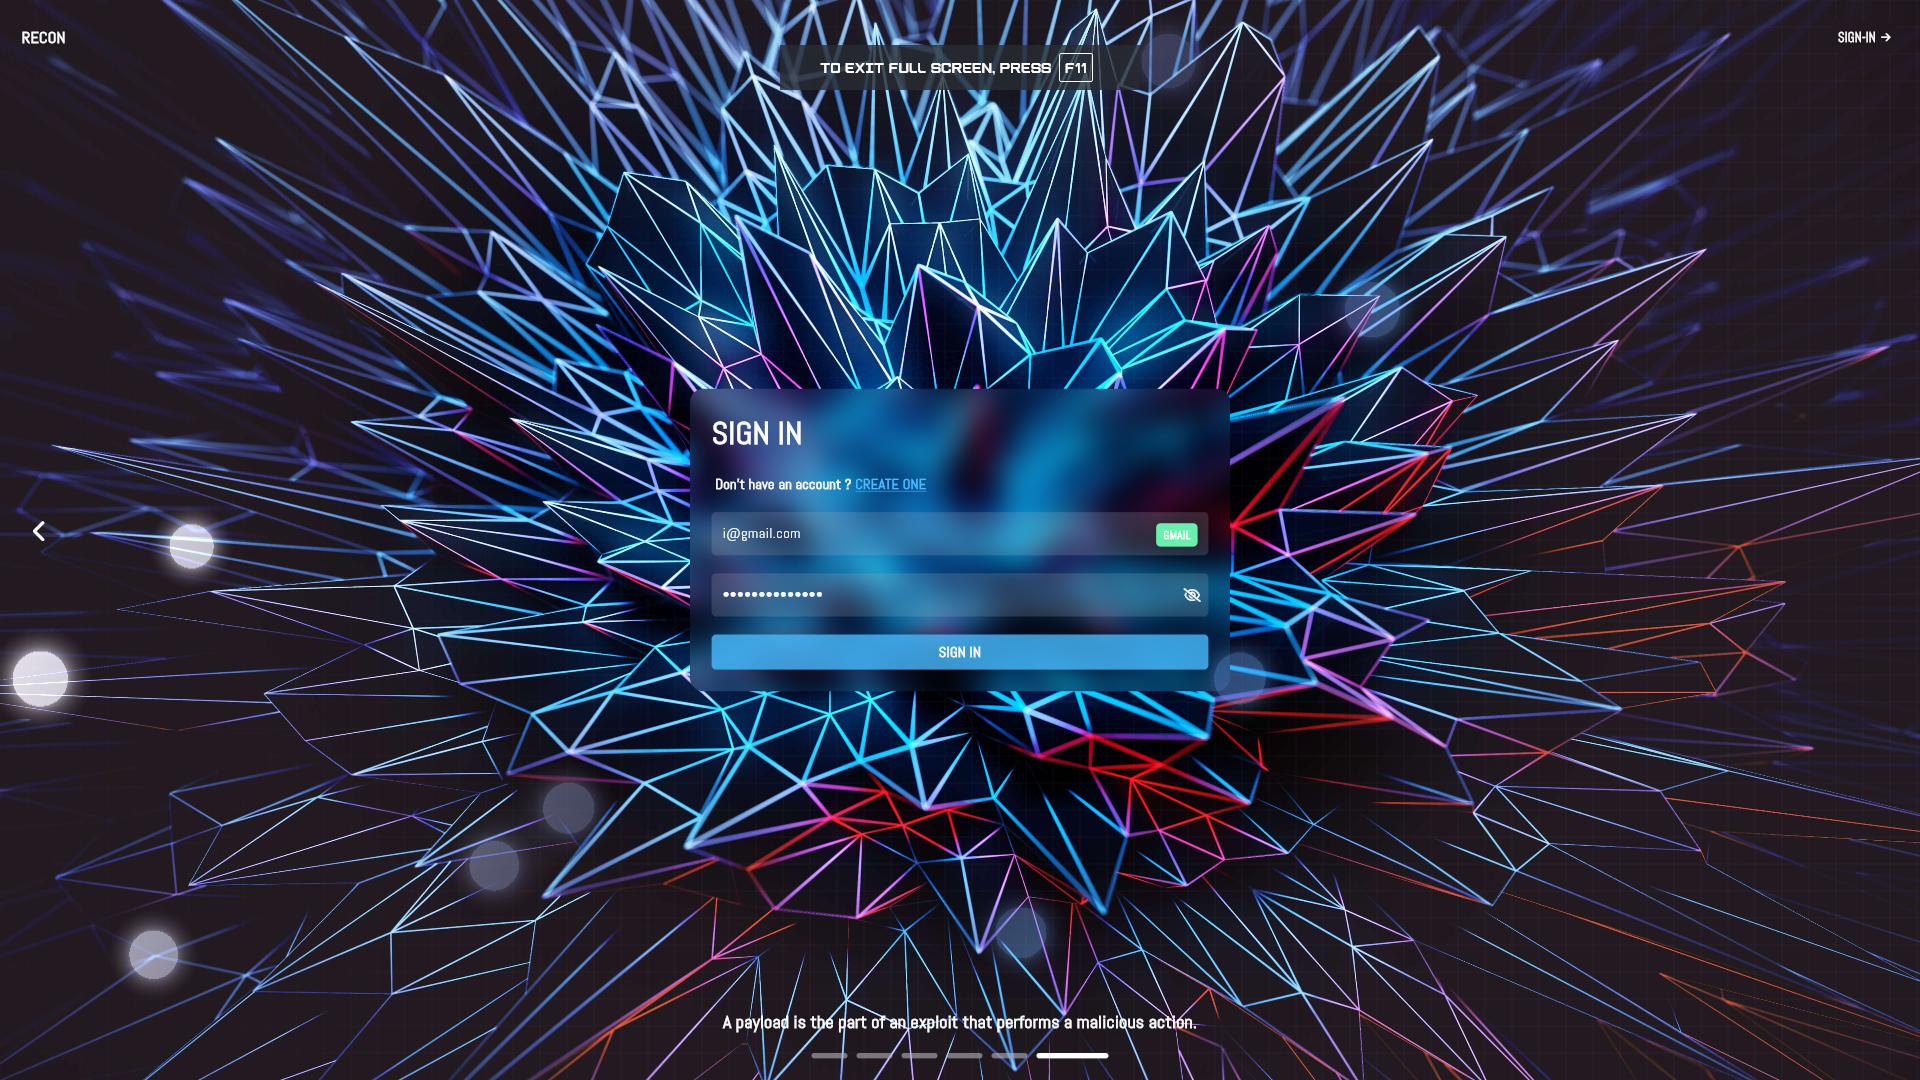 RECON
SIGN-IN →
TO EXIT FULL SCREEN, PRESS F11
SIGN IN
Don't have an account ? CREATE ONE
i@gmail.com
GMAIL
••••••••••••••
SIGN IN
A payload is the part of an exploit that performs a malicious action.